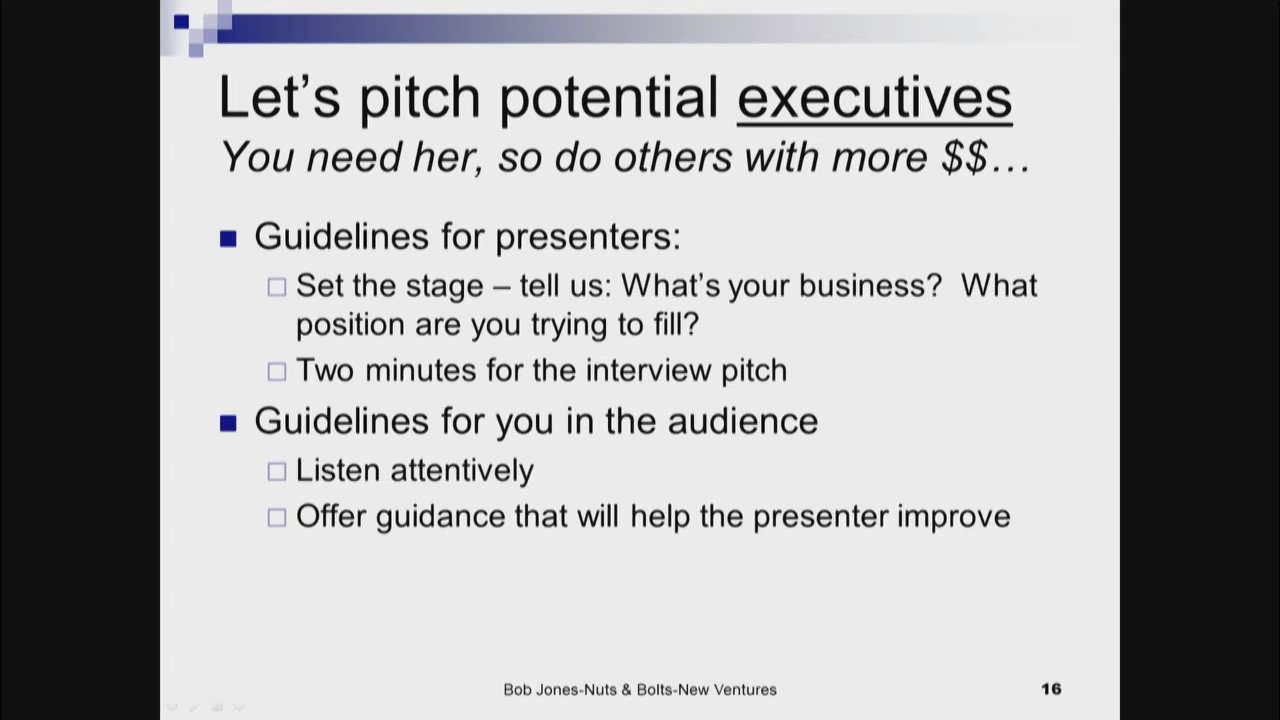 Let's pitch potential executives
You need her, so do others with more $$…
Guidelines for presenters:
Set the stage – tell us: What's your business? What
position are you trying to fill?
Two minutes for the interview pitch
Guidelines for you in the audience
Listen attentively
Offer guidance that will help the presenter improve
Bob Jones-Nuts & Bolts-New Ventures
16